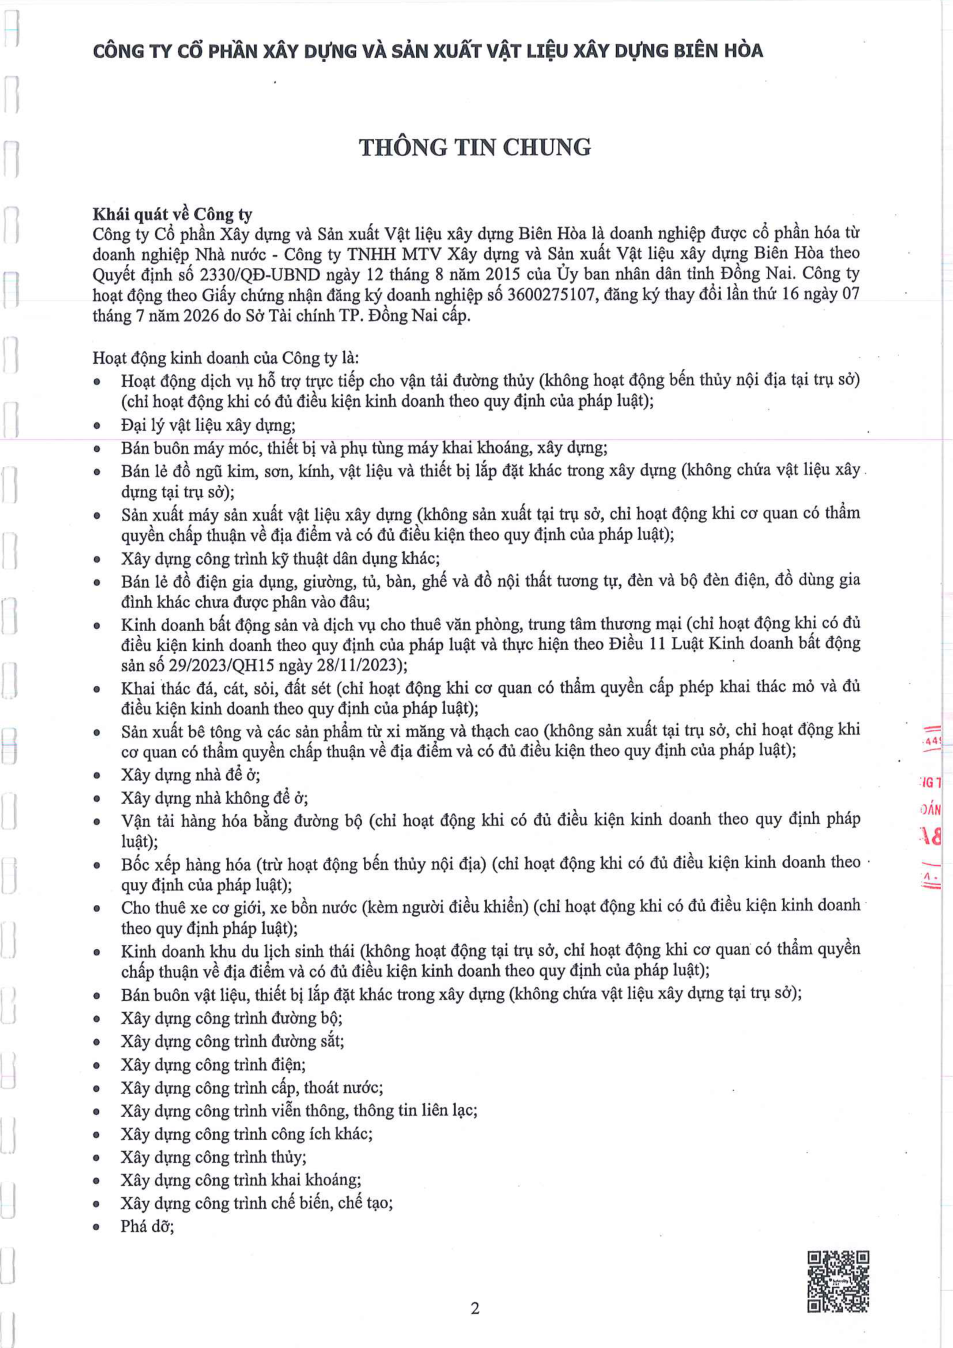 CÔNG TY CỔ PHẦN XÂY DỰNG VÀ SẢN XUẤT VẬT LIỆU XÂY DỰNG BIÊN HÒA
THÔNG TIN CHUNG
Khái quát về Công ty
Công ty Cổ phần Xây dựng và Sản xuất Vật liệu xây dựng Biên Hòa là doanh nghiệp được cổ phần hóa từ
doanh nghiệp Nhà nước - Công ty TNHH MTV Xây dựng và Sản xuất Vật liệu xây dựng Biên Hòa theo
Quyết định số 2330/QĐ-UBND ngày 12 tháng 8 năm 2015 của Ủy ban nhân dân tỉnh Đồng Nai. Công ty
hoạt động theo Giấy chứng nhận đăng ký doanh nghiệp số 3600275107, đăng ký thay đổi lần thứ 16 ngày 07
tháng 7 năm 2026 do Sở Tài chính TP. Đồng Nai cấp.
Hoạt động kinh doanh của Công ty là:
• Hoạt động dịch vụ hỗ trợ trực tiếp cho vận tải đường thủy (không hoạt động bến thủy nội địa tại trụ sở)
(chỉ hoạt động khi có đủ điều kiện kinh doanh theo quy định của pháp luật);
• Đại lý vật liệu xây dựng;
• Bán buôn máy móc, thiết bị và phụ tùng máy khai khoáng, xây dựng;
• Bán lẻ đồ ngũ kim, sơn, kính, vật liệu và thiết bị lắp đặt khác trong xây dựng (không chứa vật liệu xây
dựng tại trụ sở);
• Sản xuất máy sản xuất vật liệu xây dựng (không sản xuất tại trụ sở, chỉ hoạt động khi cơ quan có thẩm
quyền chấp thuận về địa điểm và có đủ điều kiện theo quy định của pháp luật);
• Xây dựng công trình kỹ thuật dân dụng khác;
• Bán lẻ đồ điện gia dụng, giường, tủ, bàn, ghế và đồ nội thất tương tự, đèn và bộ đèn điện, đồ dùng gia
đình khác chưa được phân vào đâu;
• Kinh doanh bất động sản và dịch vụ cho thuê văn phòng, trung tâm thương mại (chỉ hoạt động khi có đủ
điều kiện kinh doanh theo quy định của pháp luật và thực hiện theo Điều 11 Luật Kinh doanh bất động
sản số 29/2023/QH15 ngày 28/11/2023);
• Khai thác đá, cát, sỏi, đất sét (chỉ hoạt động khi cơ quan có thẩm quyền cấp phép khai thác mỏ và đủ
điều kiện kinh doanh theo quy định của pháp luật);
• Sản xuất bê tông và các sản phẩm từ xi măng và thạch cao (không sản xuất tại trụ sở, chỉ hoạt động khi
cơ quan có thẩm quyền chấp thuận về địa điểm và có đủ điều kiện theo quy định của pháp luật);
• Xây dựng nhà để ở;
• Xây dựng nhà không để ở;
• Vận tải hàng hóa bằng đường bộ (chỉ hoạt động khi có đủ điều kiện kinh doanh theo quy định pháp
luật);
• Bốc xếp hàng hóa (trừ hoạt động bến thủy nội địa) (chỉ hoạt động khi có đủ điều kiện kinh doanh theo
quy định của pháp luật);
• Cho thuê xe cơ giới, xe bồn nước (kèm người điều khiển) (chỉ hoạt động khi có đủ điều kiện kinh doanh
theo quy định pháp luật);
• Kinh doanh khu du lịch sinh thái (không hoạt động tại trụ sở, chỉ hoạt động khi cơ quan có thẩm quyền
chấp thuận về địa điểm và có đủ điều kiện kinh doanh theo quy định của pháp luật);
• Bán buôn vật liệu, thiết bị lắp đặt khác trong xây dựng (không chứa vật liệu xây dựng tại trụ sở);
• Xây dựng công trình đường bộ;
• Xây dựng công trình đường sắt;
• Xây dựng công trình điện;
• Xây dựng công trình cấp, thoát nước;
• Xây dựng công trình viễn thông, thông tin liên lạc;
• Xây dựng công trình công ích khác;
• Xây dựng công trình thủy;
• Xây dựng công trình khai khoáng;
• Xây dựng công trình chế biến, chế tạo;
• Phá dỡ;
2